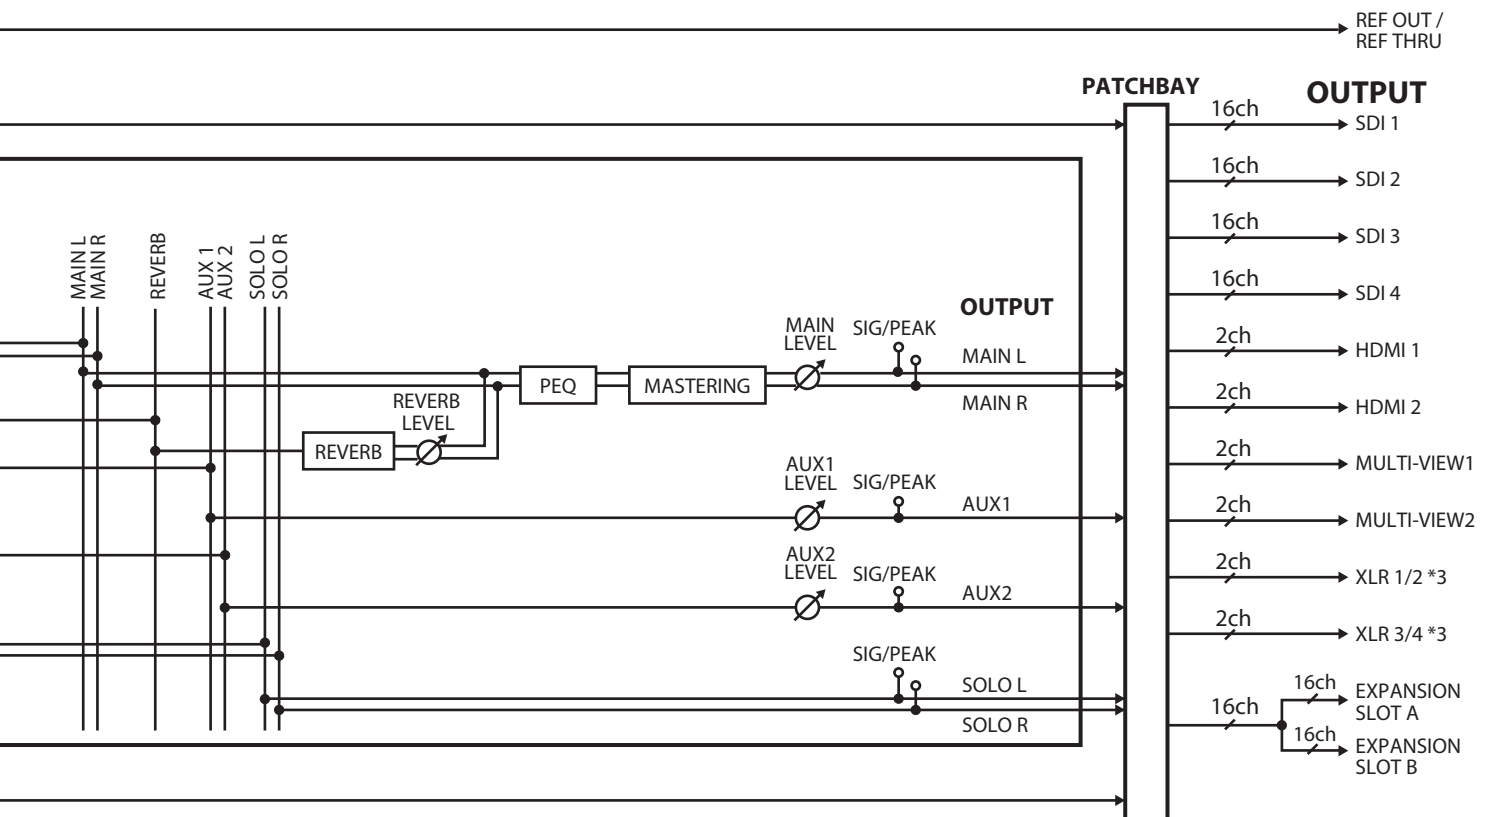 REF OUT /
REF THRU
PATCHBAY
OUTPUT
16ch
SDI 1
16ch
SDI 2
16ch
SDI 3
16ch
SDI 4
2ch
HDMI 1
2ch
HDMI 2
2ch
MULTI-VIEW1
2ch
MULTI-VIEW2
2ch
XLR 1/2 *3
2ch
XLR 3/4 *3
16ch
16ch
EXPANSION
SLOT A
16ch
EXPANSION
SLOT B
MAIN L
MAIN R
REVERB
AUX 1
AUX 2
SOLO L
SOLO R
OUTPUT
MAIN
LEVEL
SIG/PEAK
MAIN L
PEQ
MASTERING
MAIN R
REVERB
LEVEL
REVERB
AUX1
LEVEL
SIG/PEAK
AUX1
AUX2
LEVEL
SIG/PEAK
AUX2
SIG/PEAK
SOLO L
SOLO R